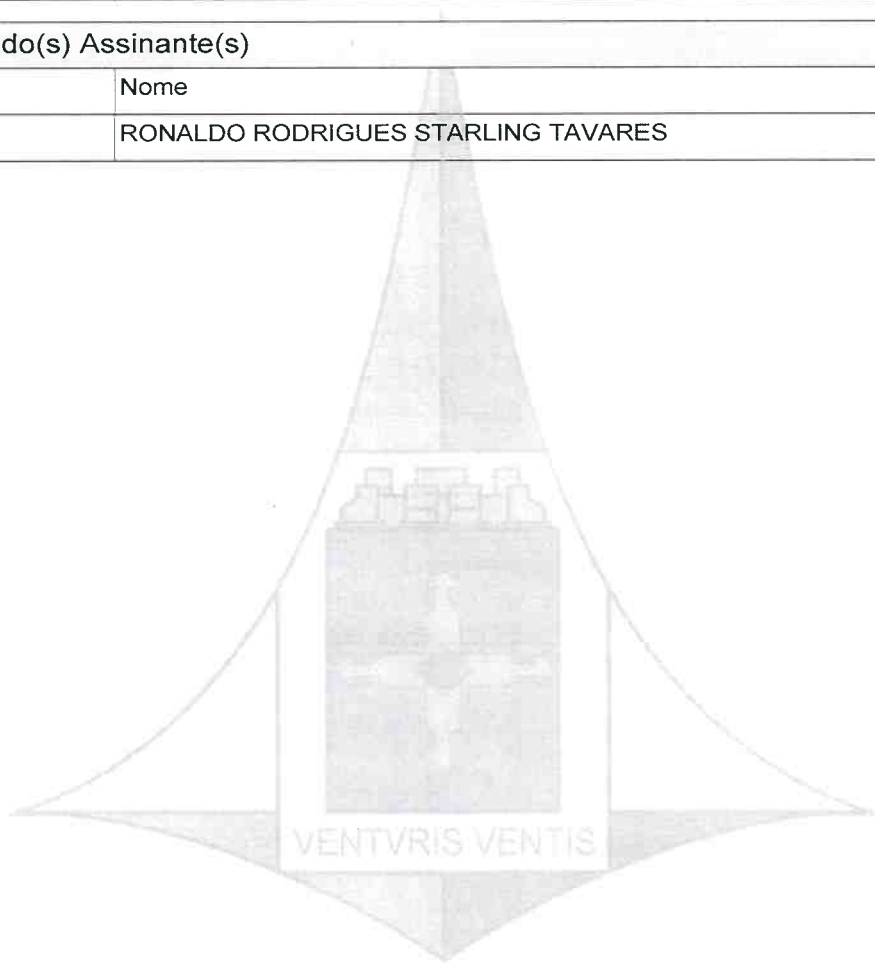 do(s) Assinante(s)
Nome
RONALDO RODRIGUES STARLING TAVARES
VENTVRIS VENTIS